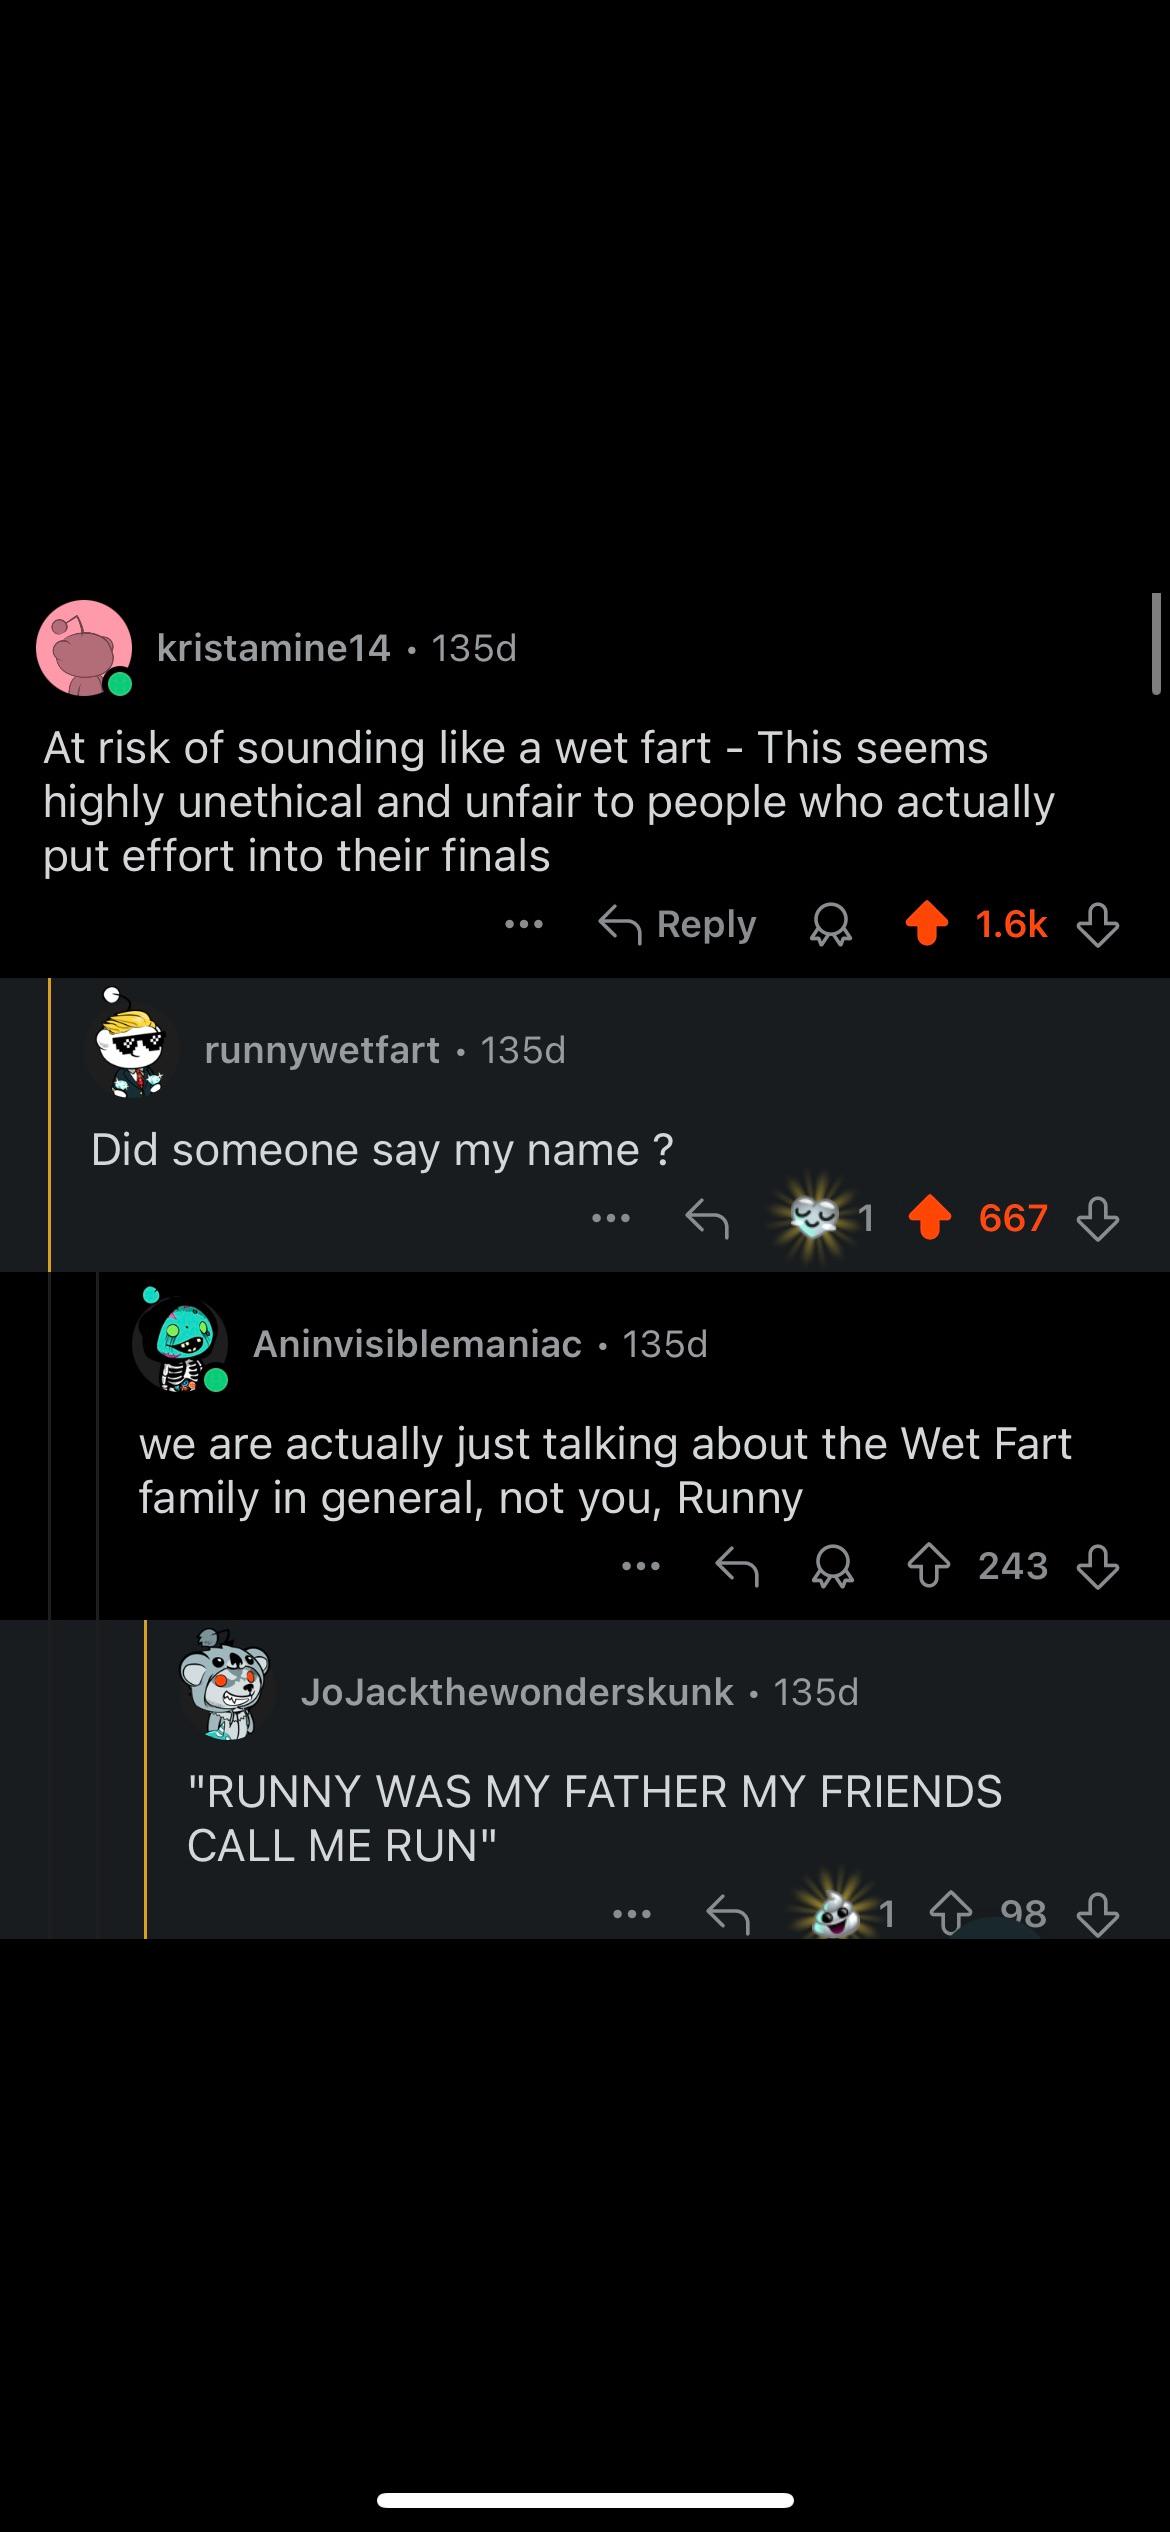 kristamine14 • 135d
At risk of sounding like a wet fart - This seems
highly unethical and unfair to people who actually
put effort into their finals
Reply 1.6k
runnywetfart • 135d
Did someone say my name ?
1 667
Aninvisiblemaniac • 135d
we are actually just talking about the Wet Fart
family in general, not you, Runny
243
JoJackthewonderskunk • 135d
"RUNNY WAS MY FATHER MY FRIENDS
CALL ME RUN"
1 98